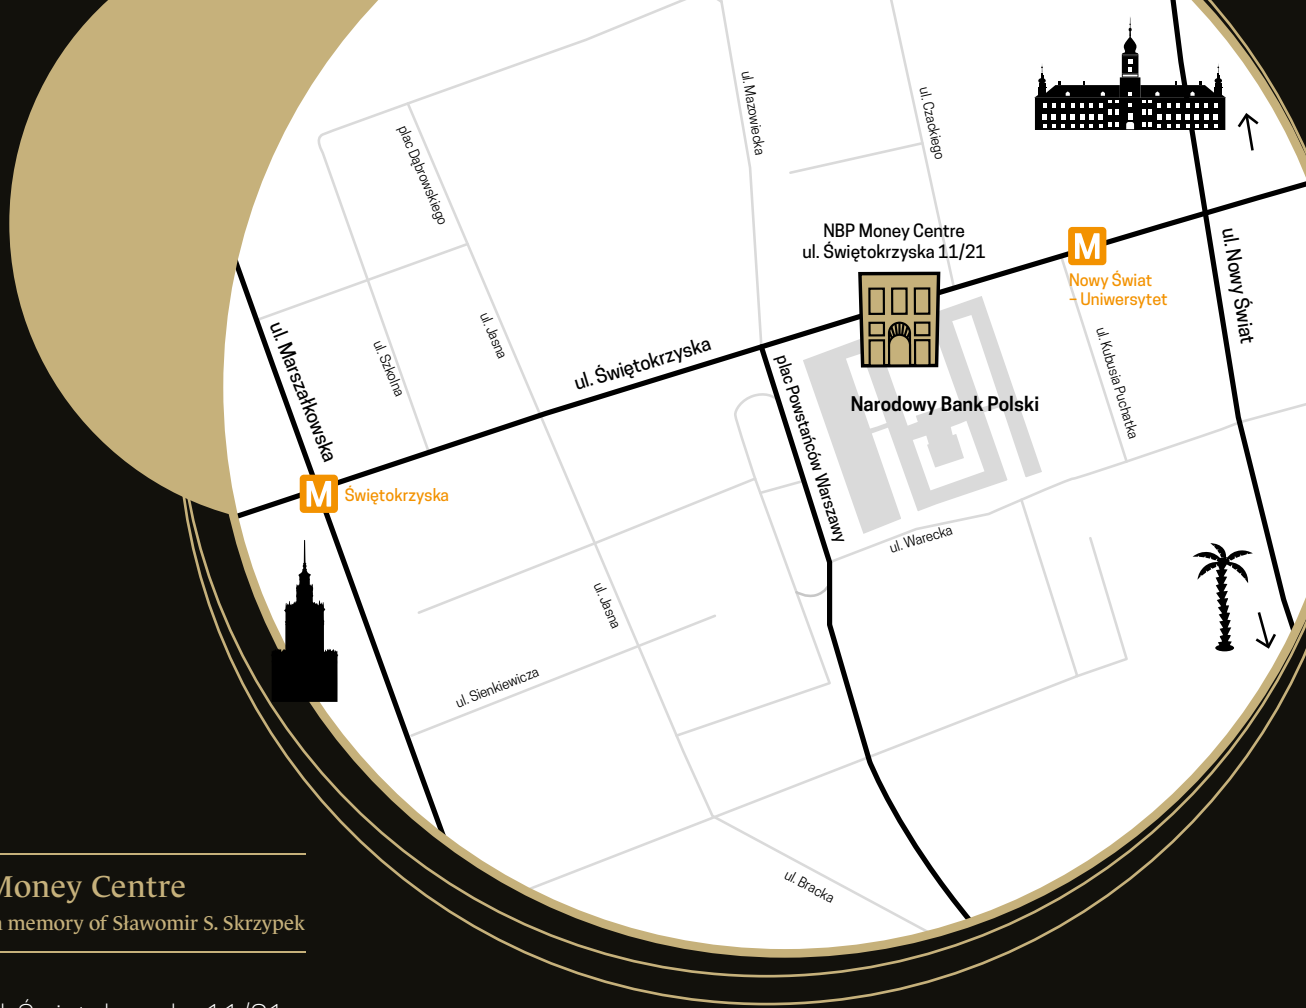 ul. Mazowiecka
ul. Czackiego
plac Dąbrowskiego
NBP Money Centre
ul. Świętokrzyska 11/21
M
Nowy Świat
– Uniwersytet
ul. Nowy Świat
ul. Marszałkowska
ul. Szkolna
ul. Jasna
ul. Świętokrzyska
plac Powstańców Warszawy
Narodowy Bank Polski
ul. Kubusia Puchatka
M
Świętokrzyska
ul. Warecka
ul. Jasna
ul. Sienkiewicza
ul. Bracka
Money Centre
memory of Sławomir S. Skrzypek